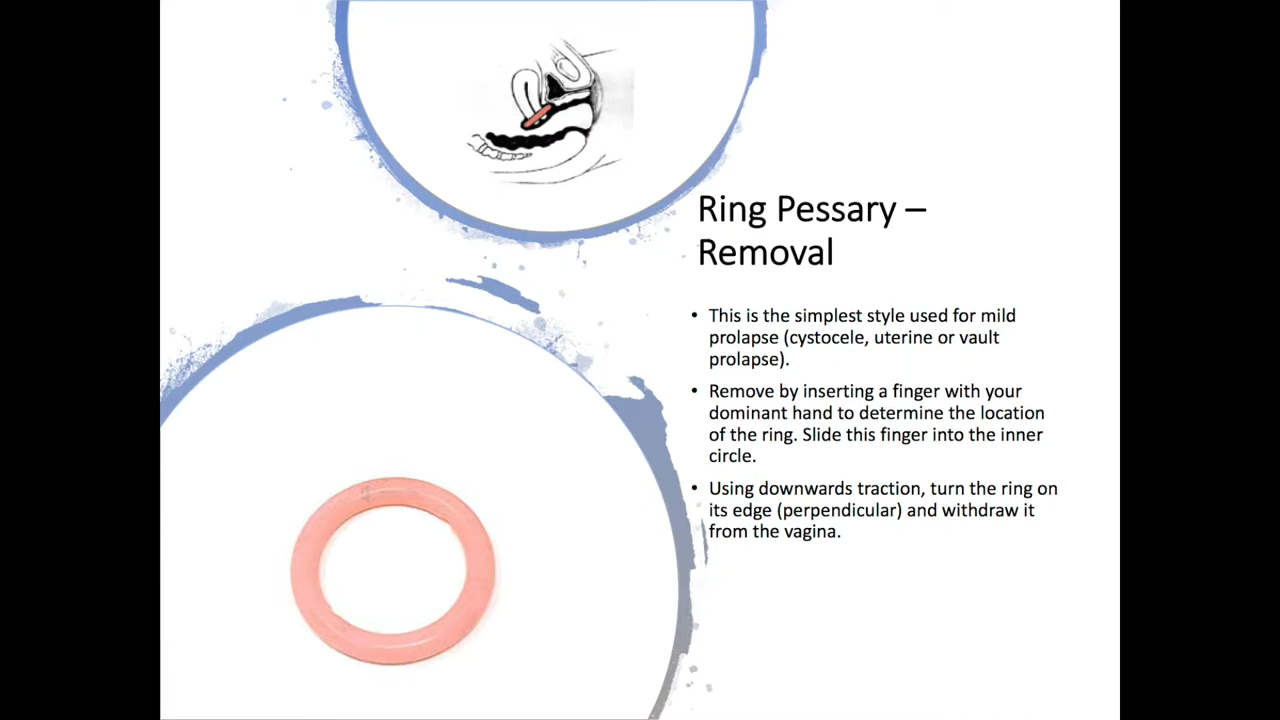 Ring Pessary –
Removal
• This is the simplest style used for mild
prolapse (cystocele, uterine or vault
prolapse).
• Remove by inserting a finger with your
dominant hand to determine the location
of the ring. Slide this finger into the inner
circle.
• Using downwards traction, turn the ring on
its edge (perpendicular) and withdraw it
from the vagina.